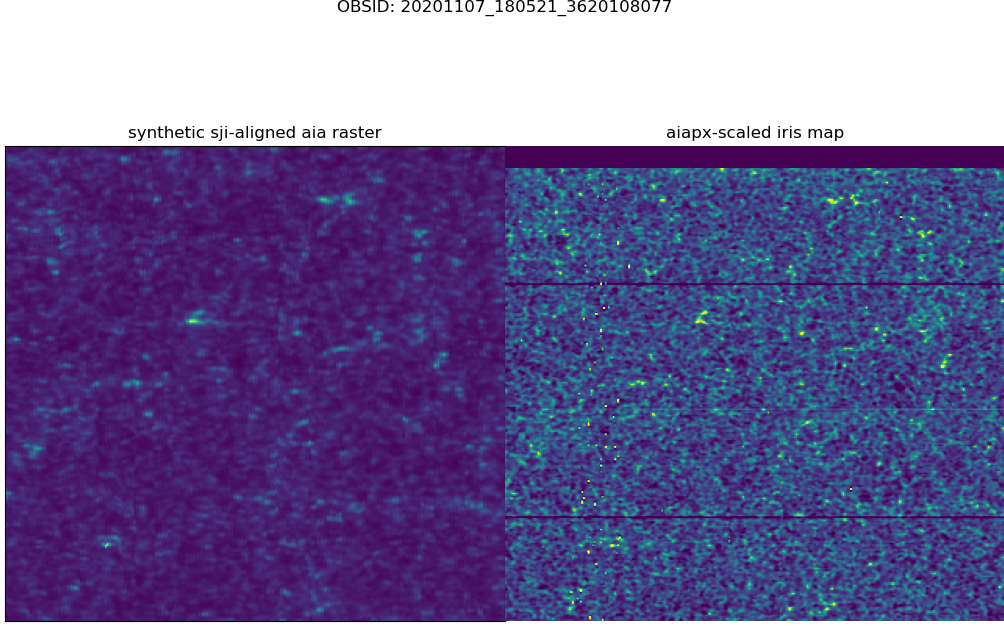 OBSID: 20201107_180521_3620108077
synthetic sji-aligned aia raster
aiapx-scaled iris map